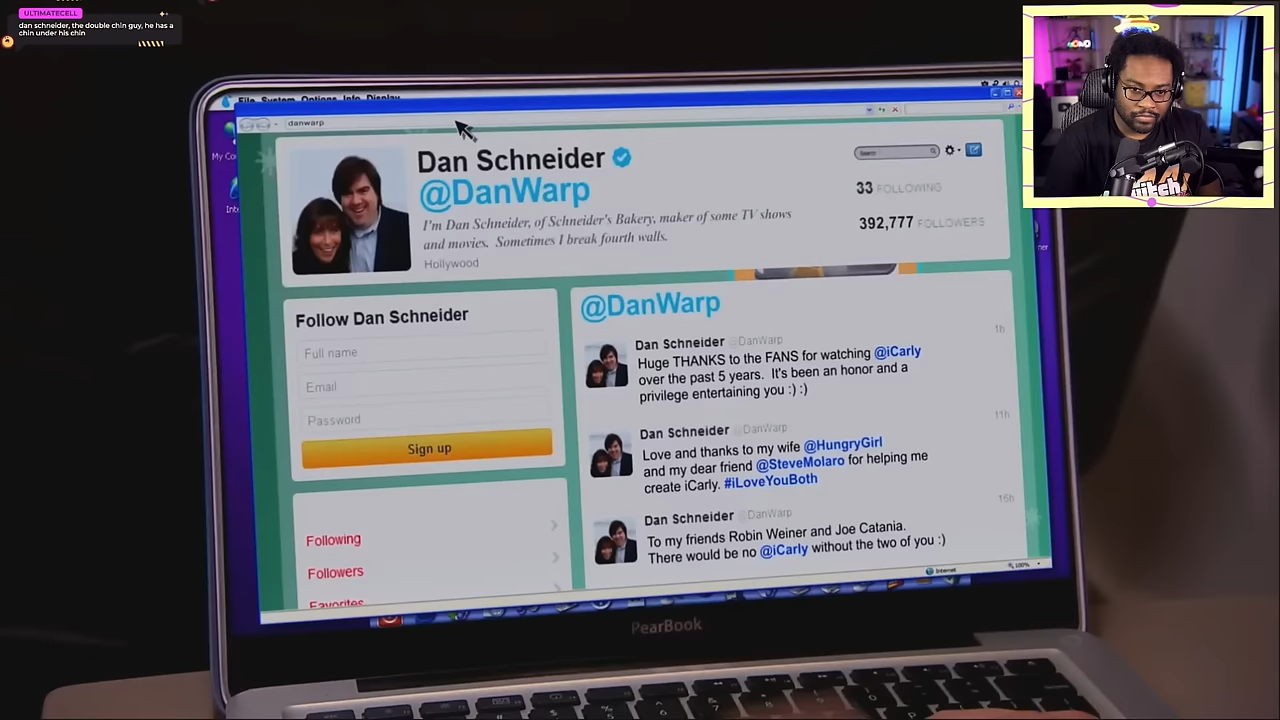 ULTIMATECELL
dan schneider, the double chin guy, he has a
chin under his chin
File System Options Info Display
danwarp
Dan Schneider
@DanWarp
I'm Dan Schneider, of Schneider's Bakery, maker of some TV shows
and movies. Sometimes I break fourth walls.
Hollywood
Search
33 FOLLOWING
392,777 FOLLOWERS
Follow Dan Schneider
Full name
Email
Password
Sign up
Following
Followers
Favorites
@DanWarp
Dan Schneider @DanWarp
1h
Huge THANKS to the FANS for watching @iCarly
over the past 5 years. It's been an honor and a
privilege entertaining you :) :)
Dan Schneider @DanWarp
11h
Love and thanks to my wife @HungryGirl
and my dear friend @SteveMolaro for helping me
create iCarly. #iLoveYouBoth
Dan Schneider @DanWarp
16h
To my friends Robin Weiner and Joe Catania.
There would be no @iCarly without the two of you :)
Internet
100%
PearBook